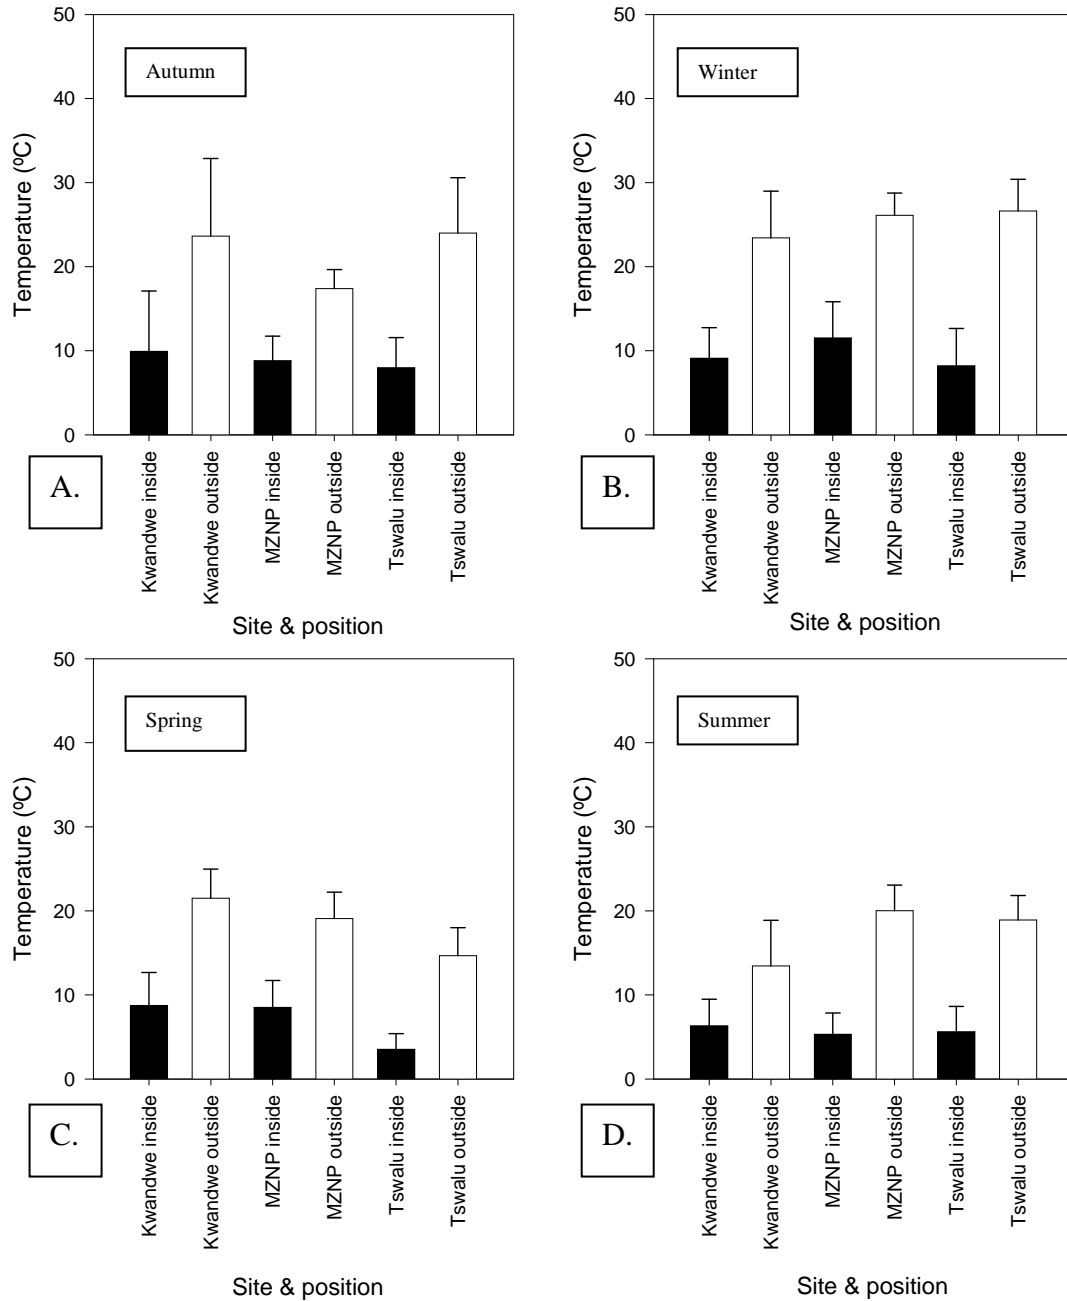 50
40
30
20
10
0
Temperature (ºC)
Autumn
A.
Kwandwe inside
Kwandwe outside
MZNP inside
MZNP outside
Tswalu inside
Tswalu outside
Site & position
50
40
30
20
10
0
Temperature (ºC)
Winter
B.
Kwandwe inside
Kwandwe outside
MZNP inside
MZNP outside
Tswalu inside
Tswalu outside
Site & position
50
40
30
20
10
0
Temperature (ºC)
Spring
C.
Kwandwe inside
Kwandwe outside
MZNP inside
MZNP outside
Tswalu inside
Tswalu outside
Site & position
50
40
30
20
10
0
Temperature (ºC)
Summer
D.
Kwandwe inside
Kwandwe outside
MZNP inside
MZNP outside
Tswalu inside
Tswalu outside
Site & position